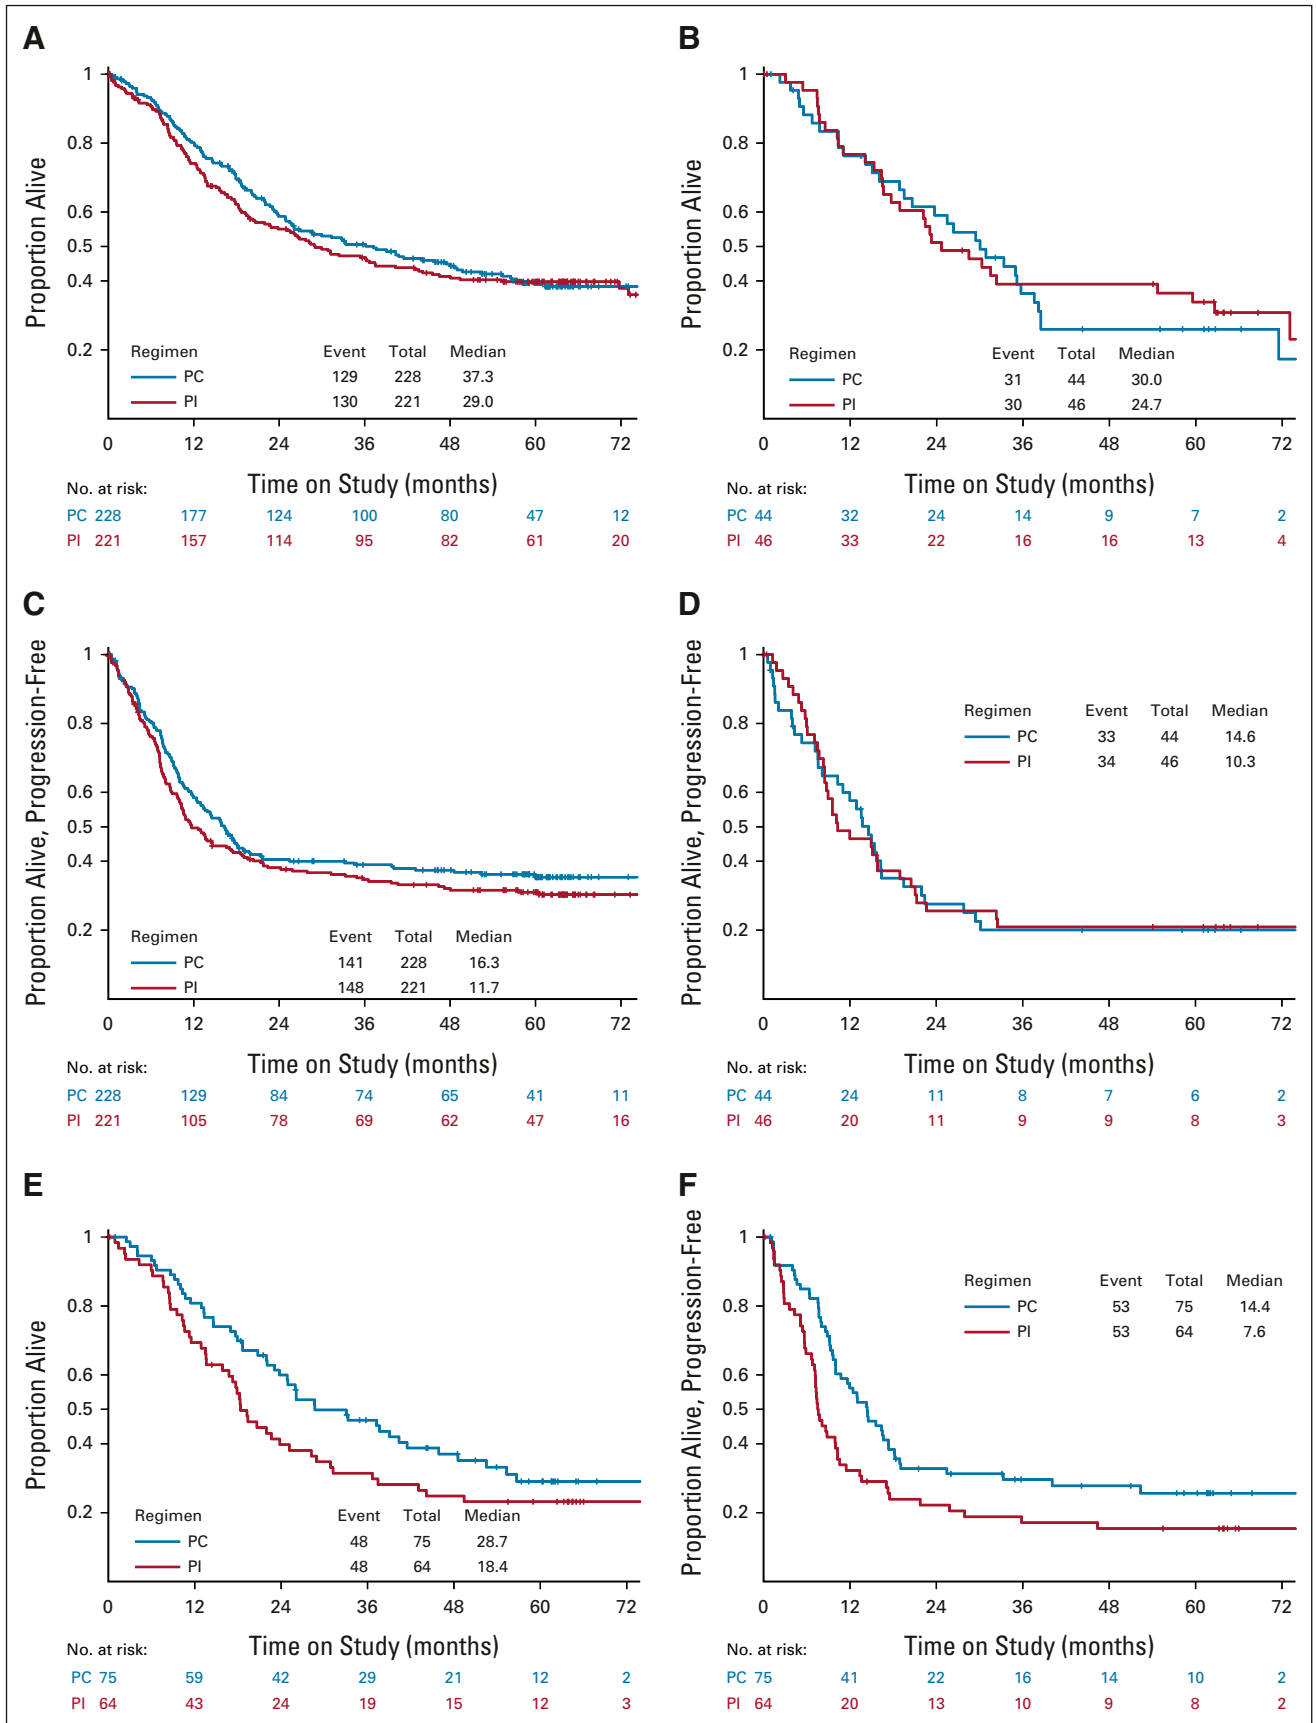 A
Proportion Alive
1
0.8
0.6
0.5
0.4
0.2
Regimen Event Total Median
PC 129 228 37.3
PI 130 221 29.0
0 12 24 36 48 60 72
Time on Study (months)
No. at risk:
PC 228 177 124 100 80 47 12
PI 221 157 114 95 82 61 20
B
Proportion Alive
1
0.8
0.6
0.5
0.4
0.2
Regimen Event Total Median
PC 31 44 30.0
PI 30 46 24.7
0 12 24 36 48 60 72
Time on Study (months)
No. at risk:
PC 44 32 24 14 9 7 2
PI 46 33 22 16 16 13 4
C
Proportion Alive, Progression-Free
1
0.8
0.6
0.5
0.4
0.2
Regimen Event Total Median
PC 141 228 16.3
PI 148 221 11.7
0 12 24 36 48 60 72
Time on Study (months)
No. at risk:
PC 228 129 84 74 65 41 11
PI 221 105 78 69 62 47 16
D
Proportion Alive, Progression-Free
1
0.8
0.6
0.5
0.4
0.2
Regimen Event Total Median
PC 33 44 14.6
PI 34 46 10.3
0 12 24 36 48 60 72
Time on Study (months)
No. at risk:
PC 44 24 11 8 7 6 2
PI 46 20 11 9 9 8 3
E
Proportion Alive
1
0.8
0.6
0.5
0.4
0.2
Regimen Event Total Median
PC 48 75 28.7
PI 48 64 18.4
0 12 24 36 48 60 72
Time on Study (months)
No. at risk:
PC 75 59 42 29 21 12 2
PI 64 43 24 19 15 12 3
F
Proportion Alive, Progression-Free
1
0.8
0.6
0.5
0.4
0.2
Regimen Event Total Median
PC 53 75 14.4
PI 53 64 7.6
0 12 24 36 48 60 72
Time on Study (months)
No. at risk:
PC 75 41 22 16 14 10 2
PI 64 20 13 10 9 8 2